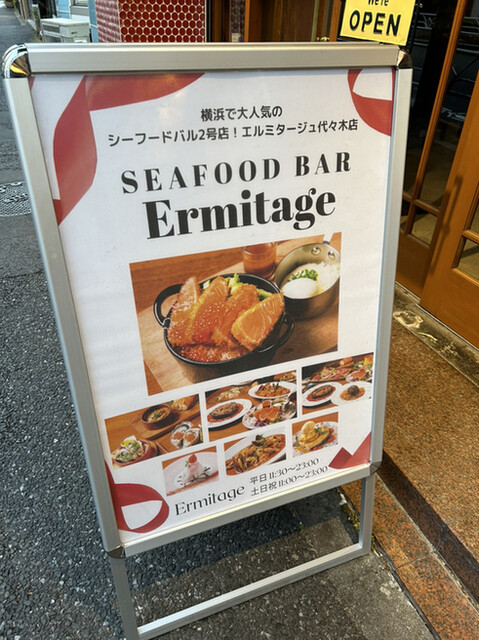 We're
OPEN
横浜で大人気の
シーフードバル2号店！エルミタージュ代々木店
SEAFOOD BAR
Ermitage
Ermitage
平日 11:30〜23:00
土日祝 11:00〜23:00